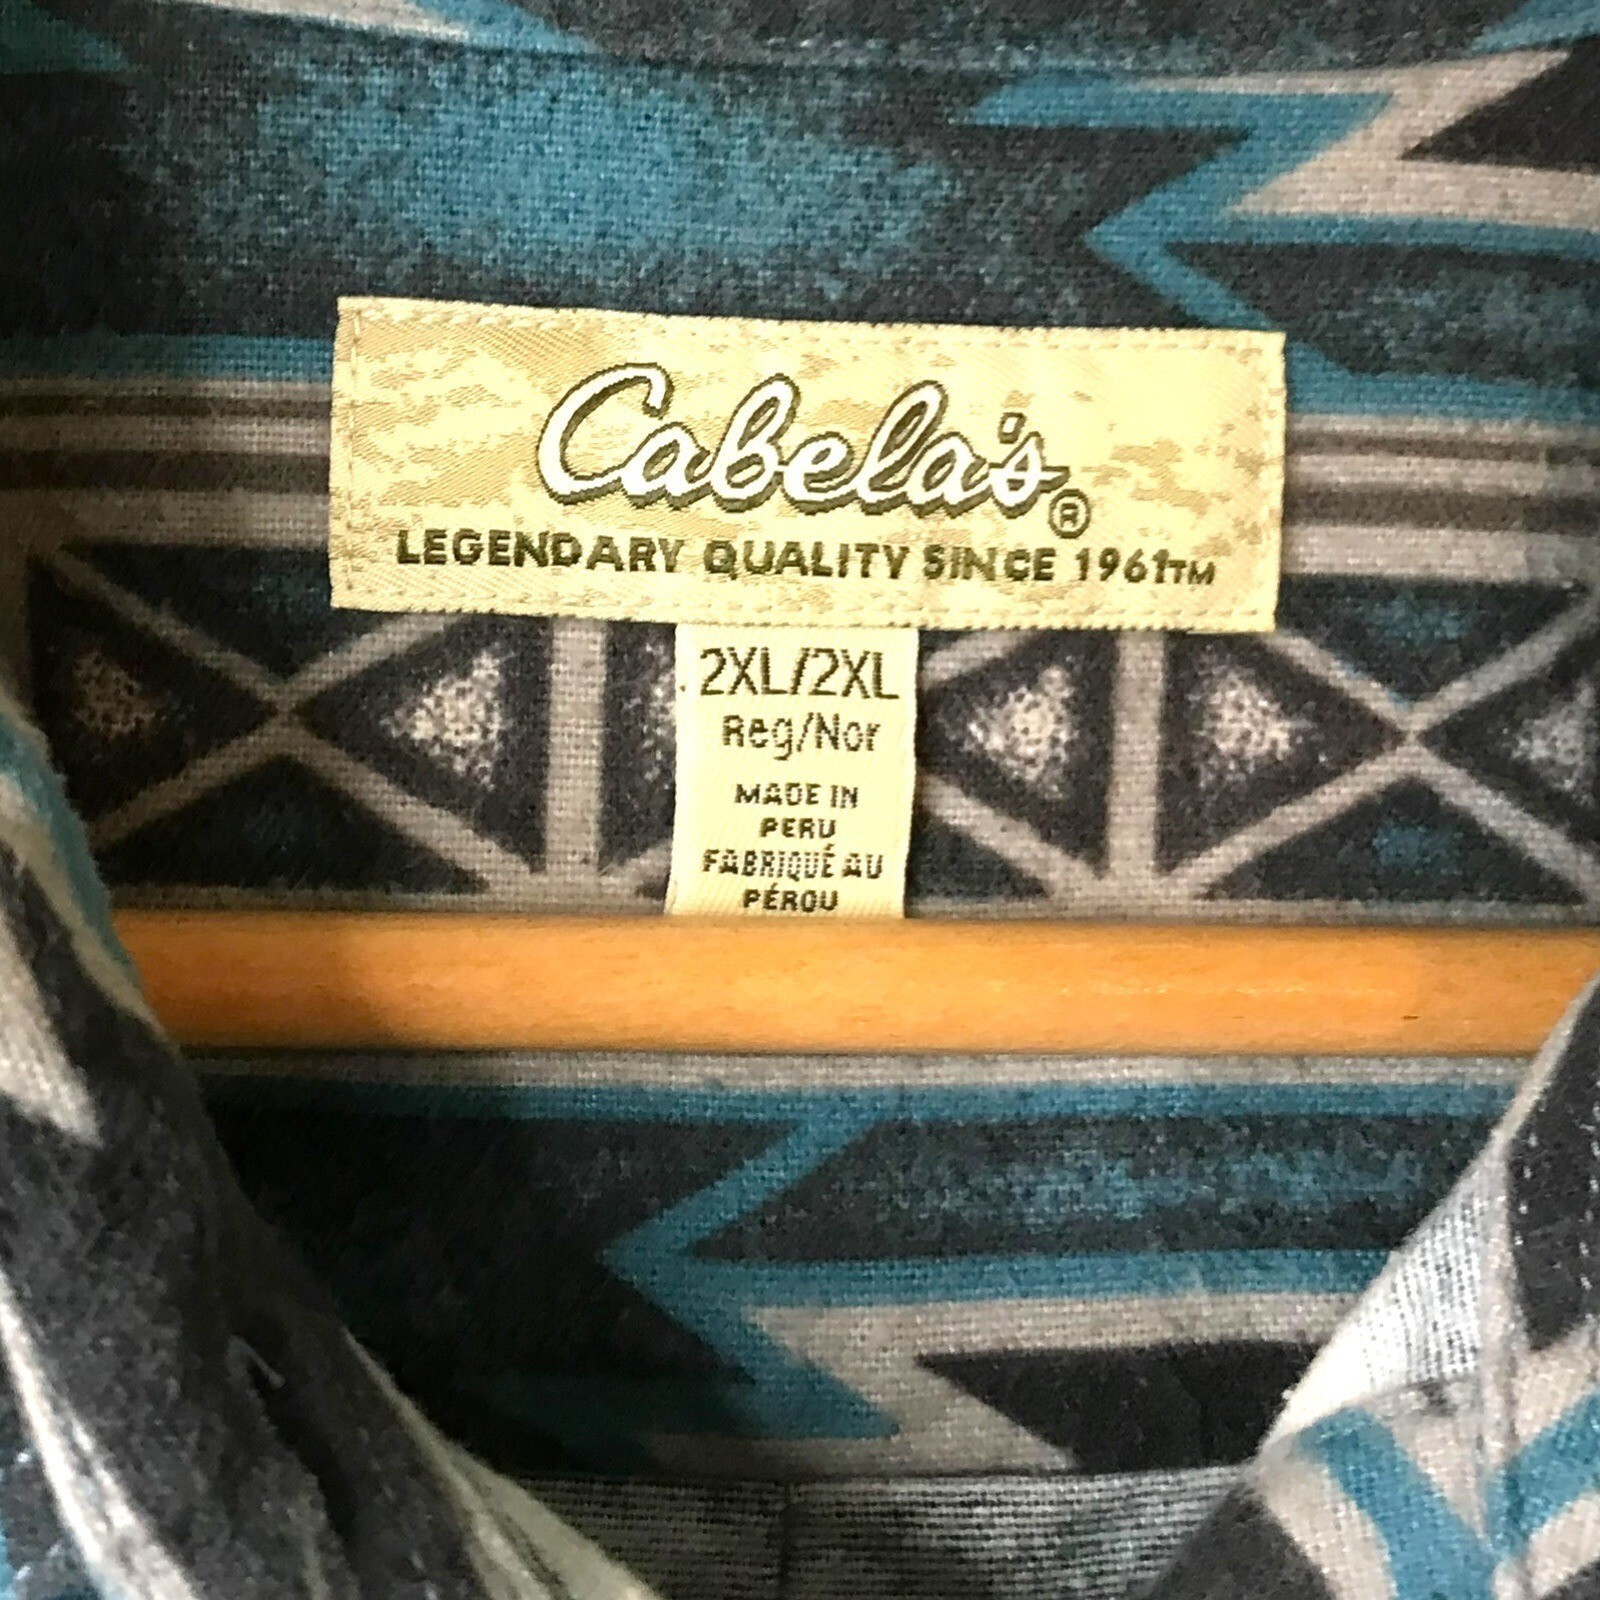 Cabela's®
LEGENDARY QUALITY SINCE 1961™
2XL/2XL
Reg/Nor
MADE IN
PERU
FABRIQUÉ AU
PÉROU